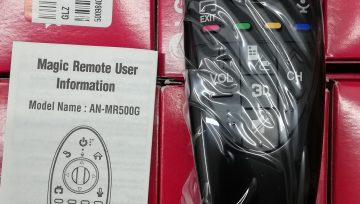 GLZ
Magic Remote User
Information
Model Name : AN-MR500G
EXIT
VOL
CH
3D